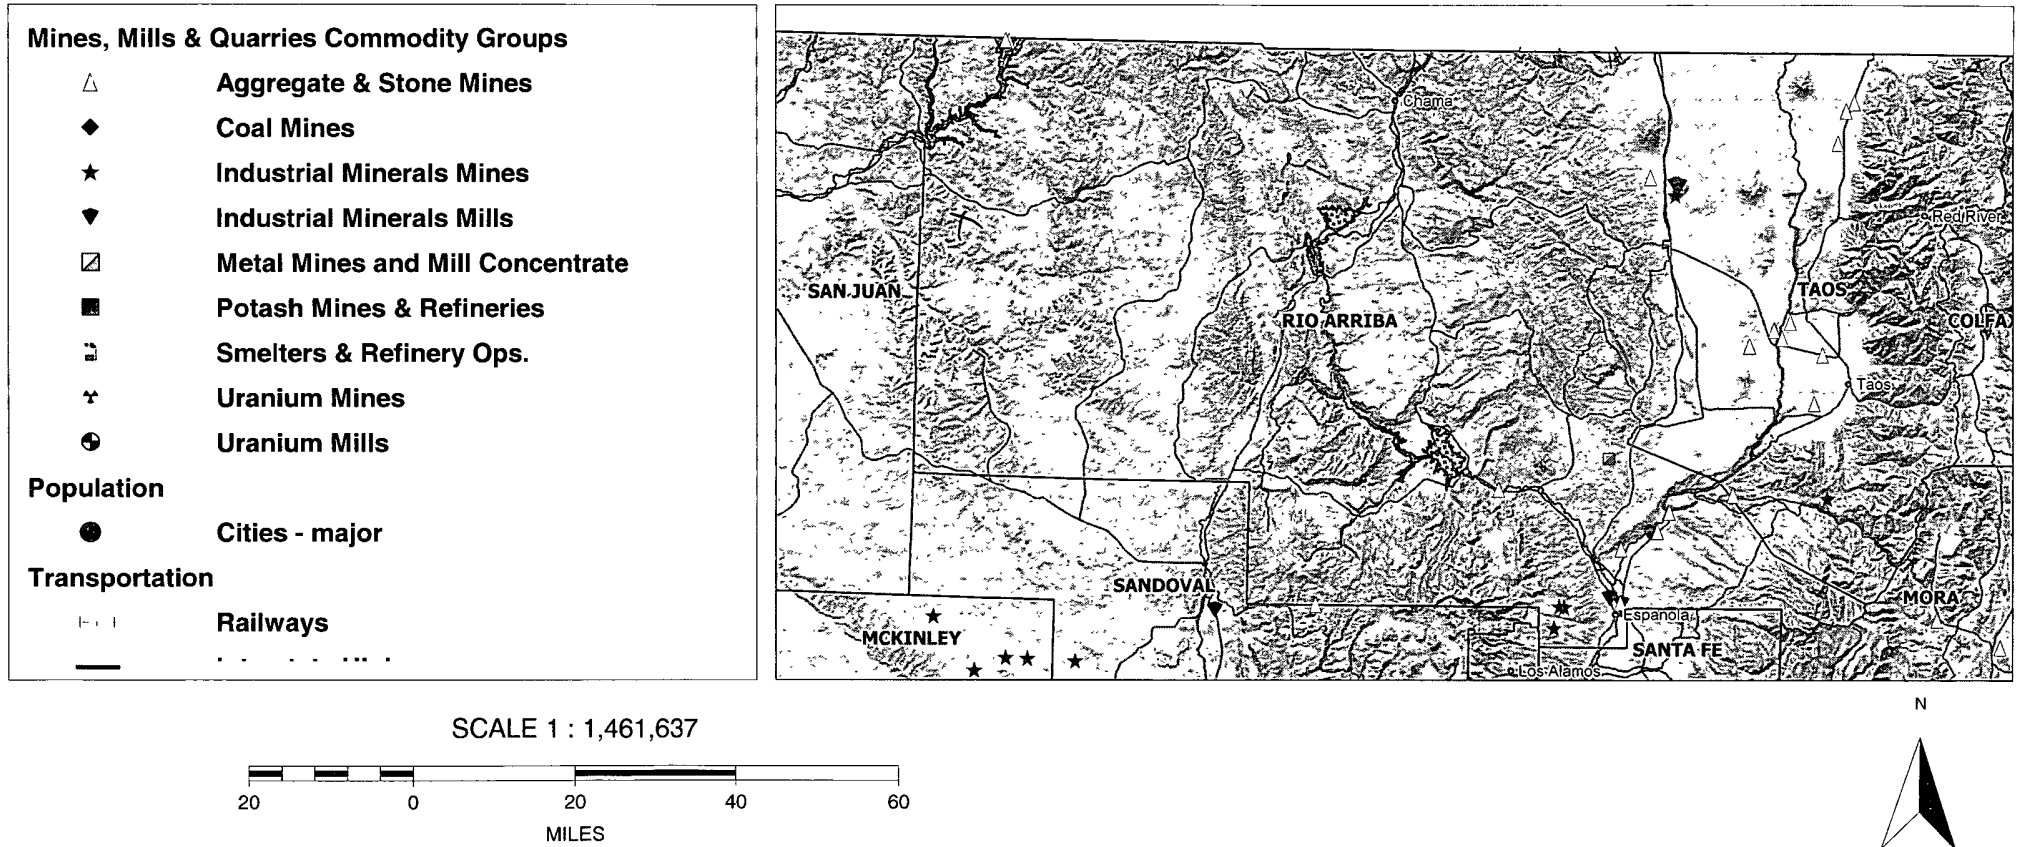 Mines, Mills & Quarries Commodity Groups
Aggregate & Stone Mines
Coal Mines
Industrial Minerals Mines
Industrial Minerals Mills
Metal Mines and Mill Concentrate
Potash Mines & Refineries
Smelters & Refinery Ops.
Uranium Mines
Uranium Mills
Population
Cities - major
Transportation
Railways
Chama
Red River
SAN JUAN
TAOS
RIO ARRIBA
COLFAX
Taos
SANDOVAL
MORA
Espanola
MCKINLEY
SANTA FE
Los Alamos
SCALE 1 : 1,461,637
20 0 20 40 60
MILES
N